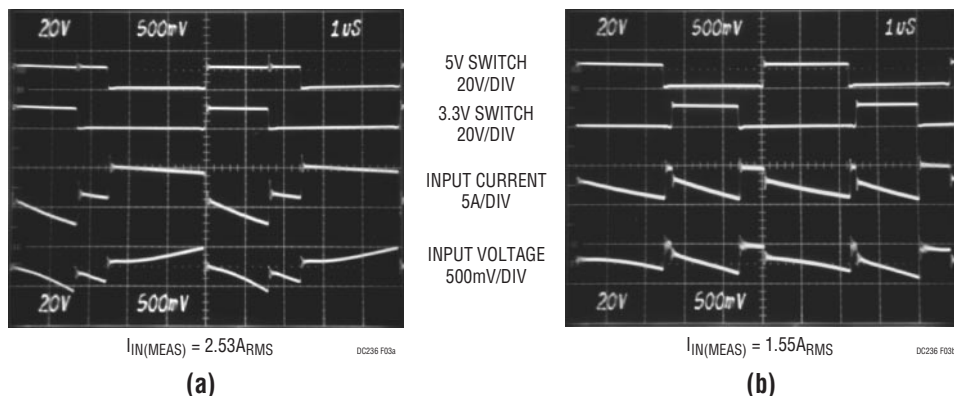 20V 500mV 1uS
20V 500mV
5V SWITCH
20V/DIV
3.3V SWITCH
20V/DIV
INPUT CURRENT
5A/DIV
INPUT VOLTAGE
500mV/DIV
20V 500mV 1uS
20V 500mV
IIN(MEAS) = 2.53ARMS
DC236 F03a
IIN(MEAS) = 1.55ARMS
DC236 F03b
(a)
(b)